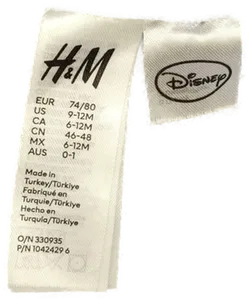 H&M
Disney
EUR 74/80
US 9-12M
CA 6-12M
CN 46-48
MX 6-12M
AUS 0-1
Made in
Turkey/Türkiye
Fabriqué en
Turquie/Türkiye
Hecho en
Turquía/Türkiye
O/N 330935
P/N 1042429 6